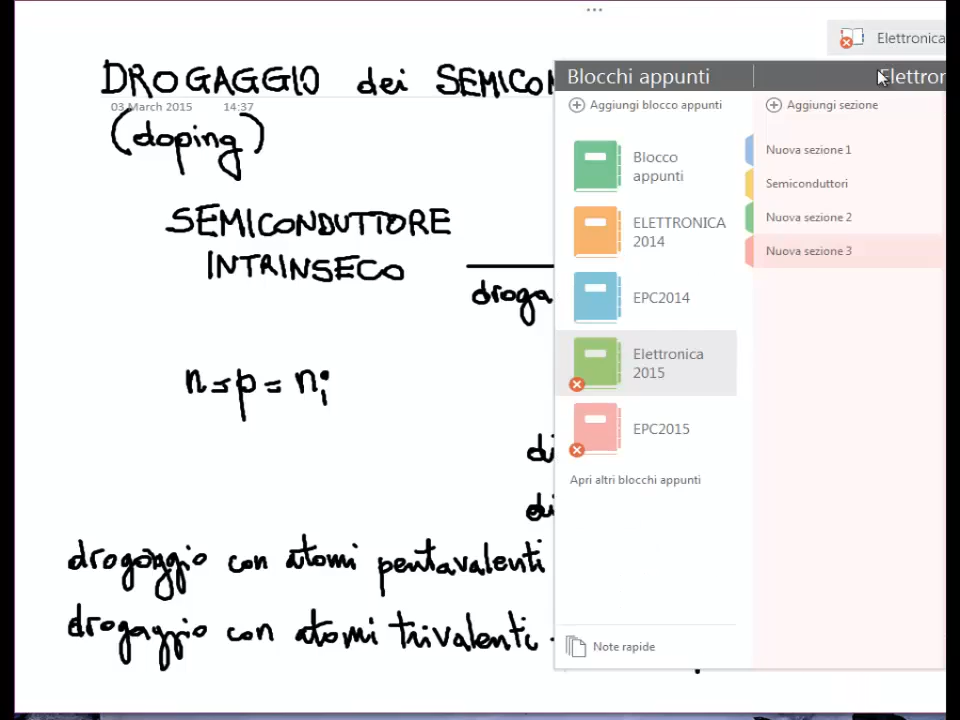 Elettronica
DROGAGGIO dei SEMICON
03 March 2015 14:37
(doping)
SEMICONDUTTORE
INTRINSECO
droga
n=p=ni
di
di
drogaggio con atomi pentavalenti
drogaggio con atomi trivalenti
Blocchi appunti
Elettron
Aggiungi blocco appunti
Blocco
appunti
ELETTRONICA
2014
EPC2014
Elettronica
2015
EPC2015
Apri altri blocchi appunti
Note rapide
Aggiungi sezione
Nuova sezione 1
Semiconduttori
Nuova sezione 2
Nuova sezione 3